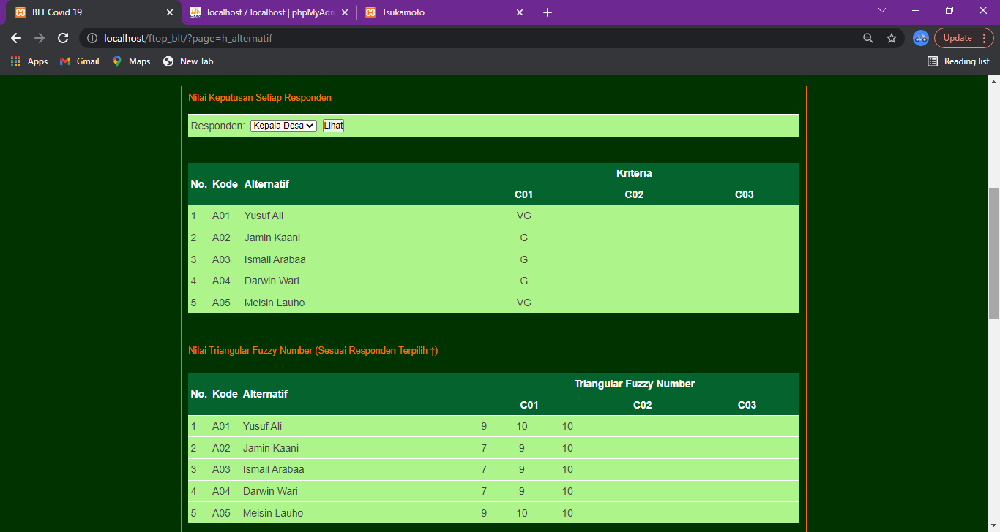 BLT Covid 19
localhost / localhost | phpMyAdn
Tsukamoto
localhost/ftop_blt/?page=h_alternatif
Update
Apps
Gmail
Maps
New Tab
Reading list
Nilai Keputusan Setiap Responden
Responden: Kepala Desa Lihat
No. Kode Alternatif Kriteria
C01 C02 C03
1 A01 Yusuf Ali VG
2 A02 Jamin Kaani G
3 A03 Ismail Arabaa G
4 A04 Darwin Wari G
5 A05 Meisin Lauho VG
Nilai Triangular Fuzzy Number (Sesuai Responden Terpilih ↑)
No. Kode Alternatif Triangular Fuzzy Number
C01 C02 C03
1 A01 Yusuf Ali 9 10 10
2 A02 Jamin Kaani 7 9 10
3 A03 Ismail Arabaa 7 9 10
4 A04 Darwin Wari 7 9 10
5 A05 Meisin Lauho 9 10 10